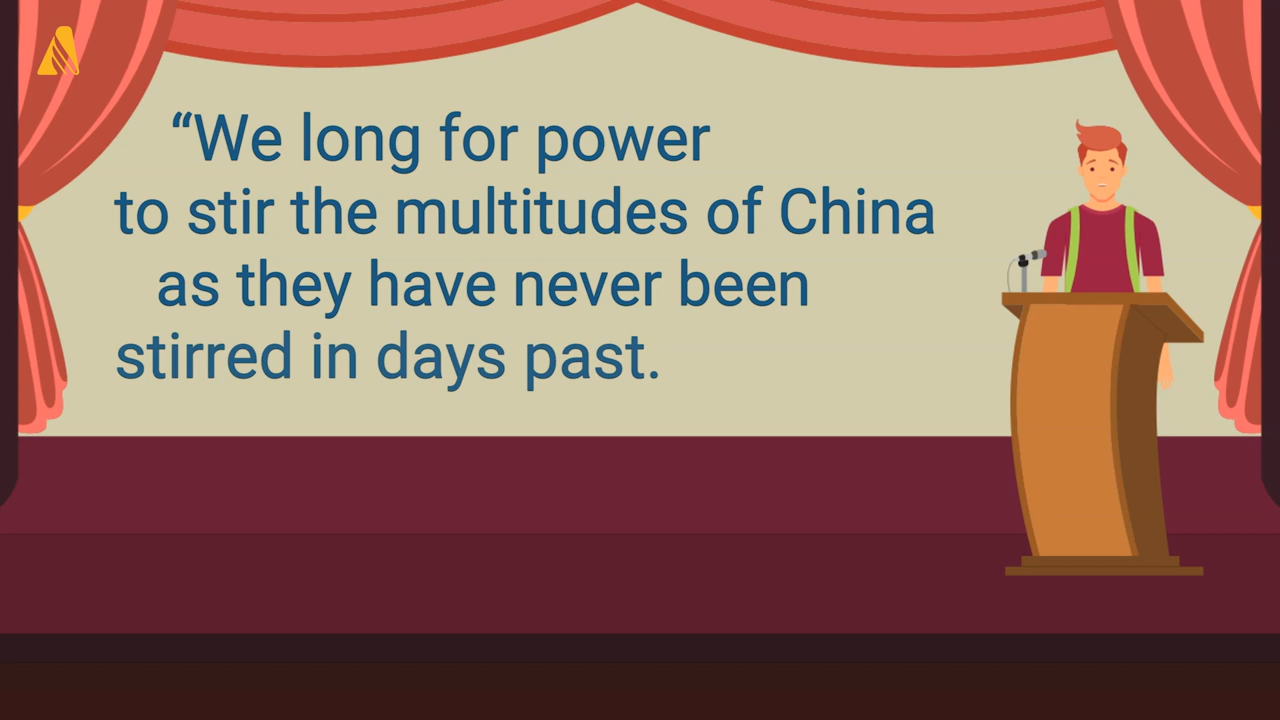 “We long for power
to stir the multitudes of China
as they have never been
stirred in days past.